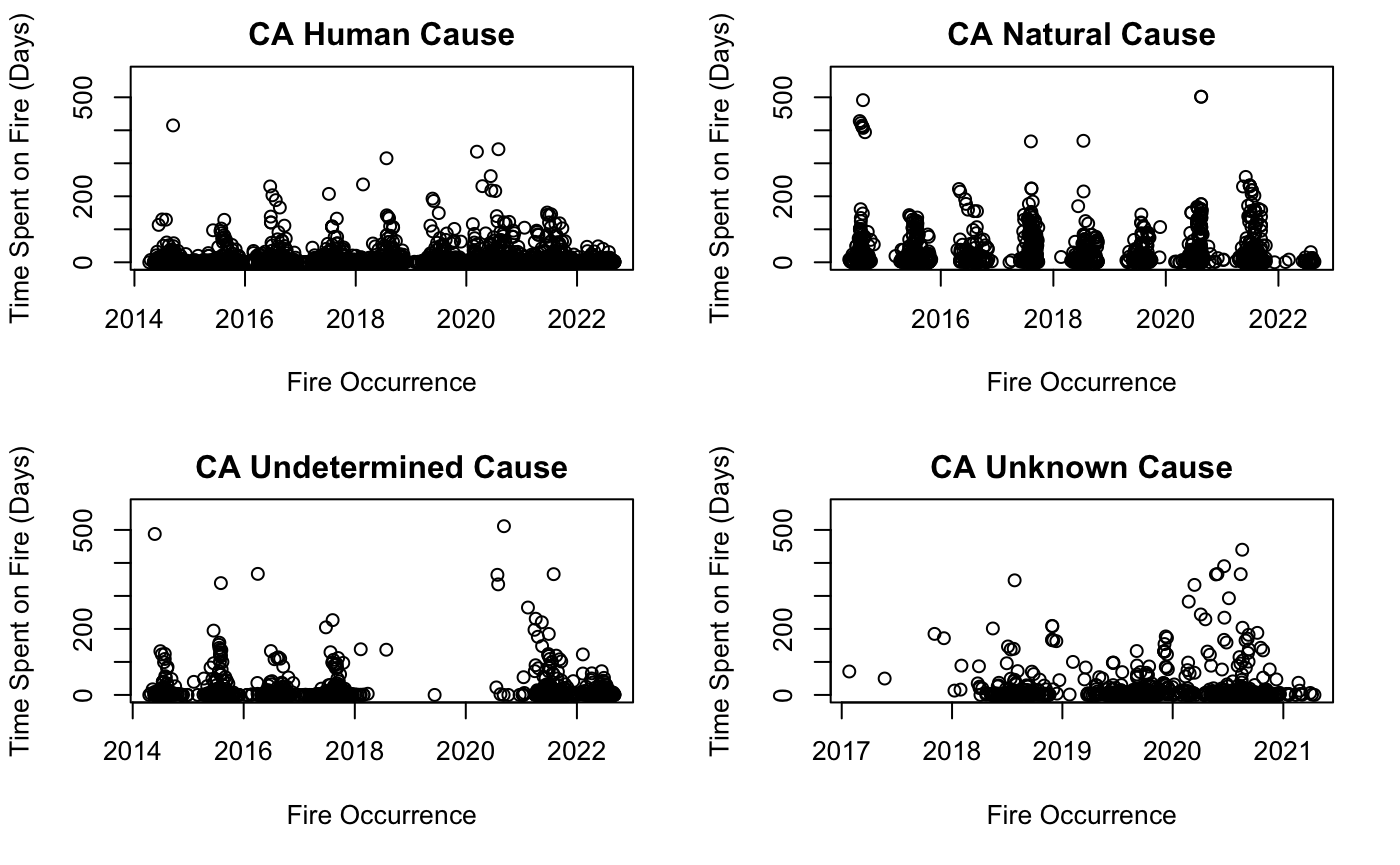 CA Human Cause
Time Spent on Fire (Days)
500
200
0
2014 2016 2018 2020 2022
Fire Occurrence
CA Natural Cause
Time Spent on Fire (Days)
500
200
0
2016 2018 2020 2022
Fire Occurrence
CA Undetermined Cause
Time Spent on Fire (Days)
500
200
0
2014 2016 2018 2020 2022
Fire Occurrence
CA Unknown Cause
Time Spent on Fire (Days)
500
200
0
2017 2018 2019 2020 2021
Fire Occurrence